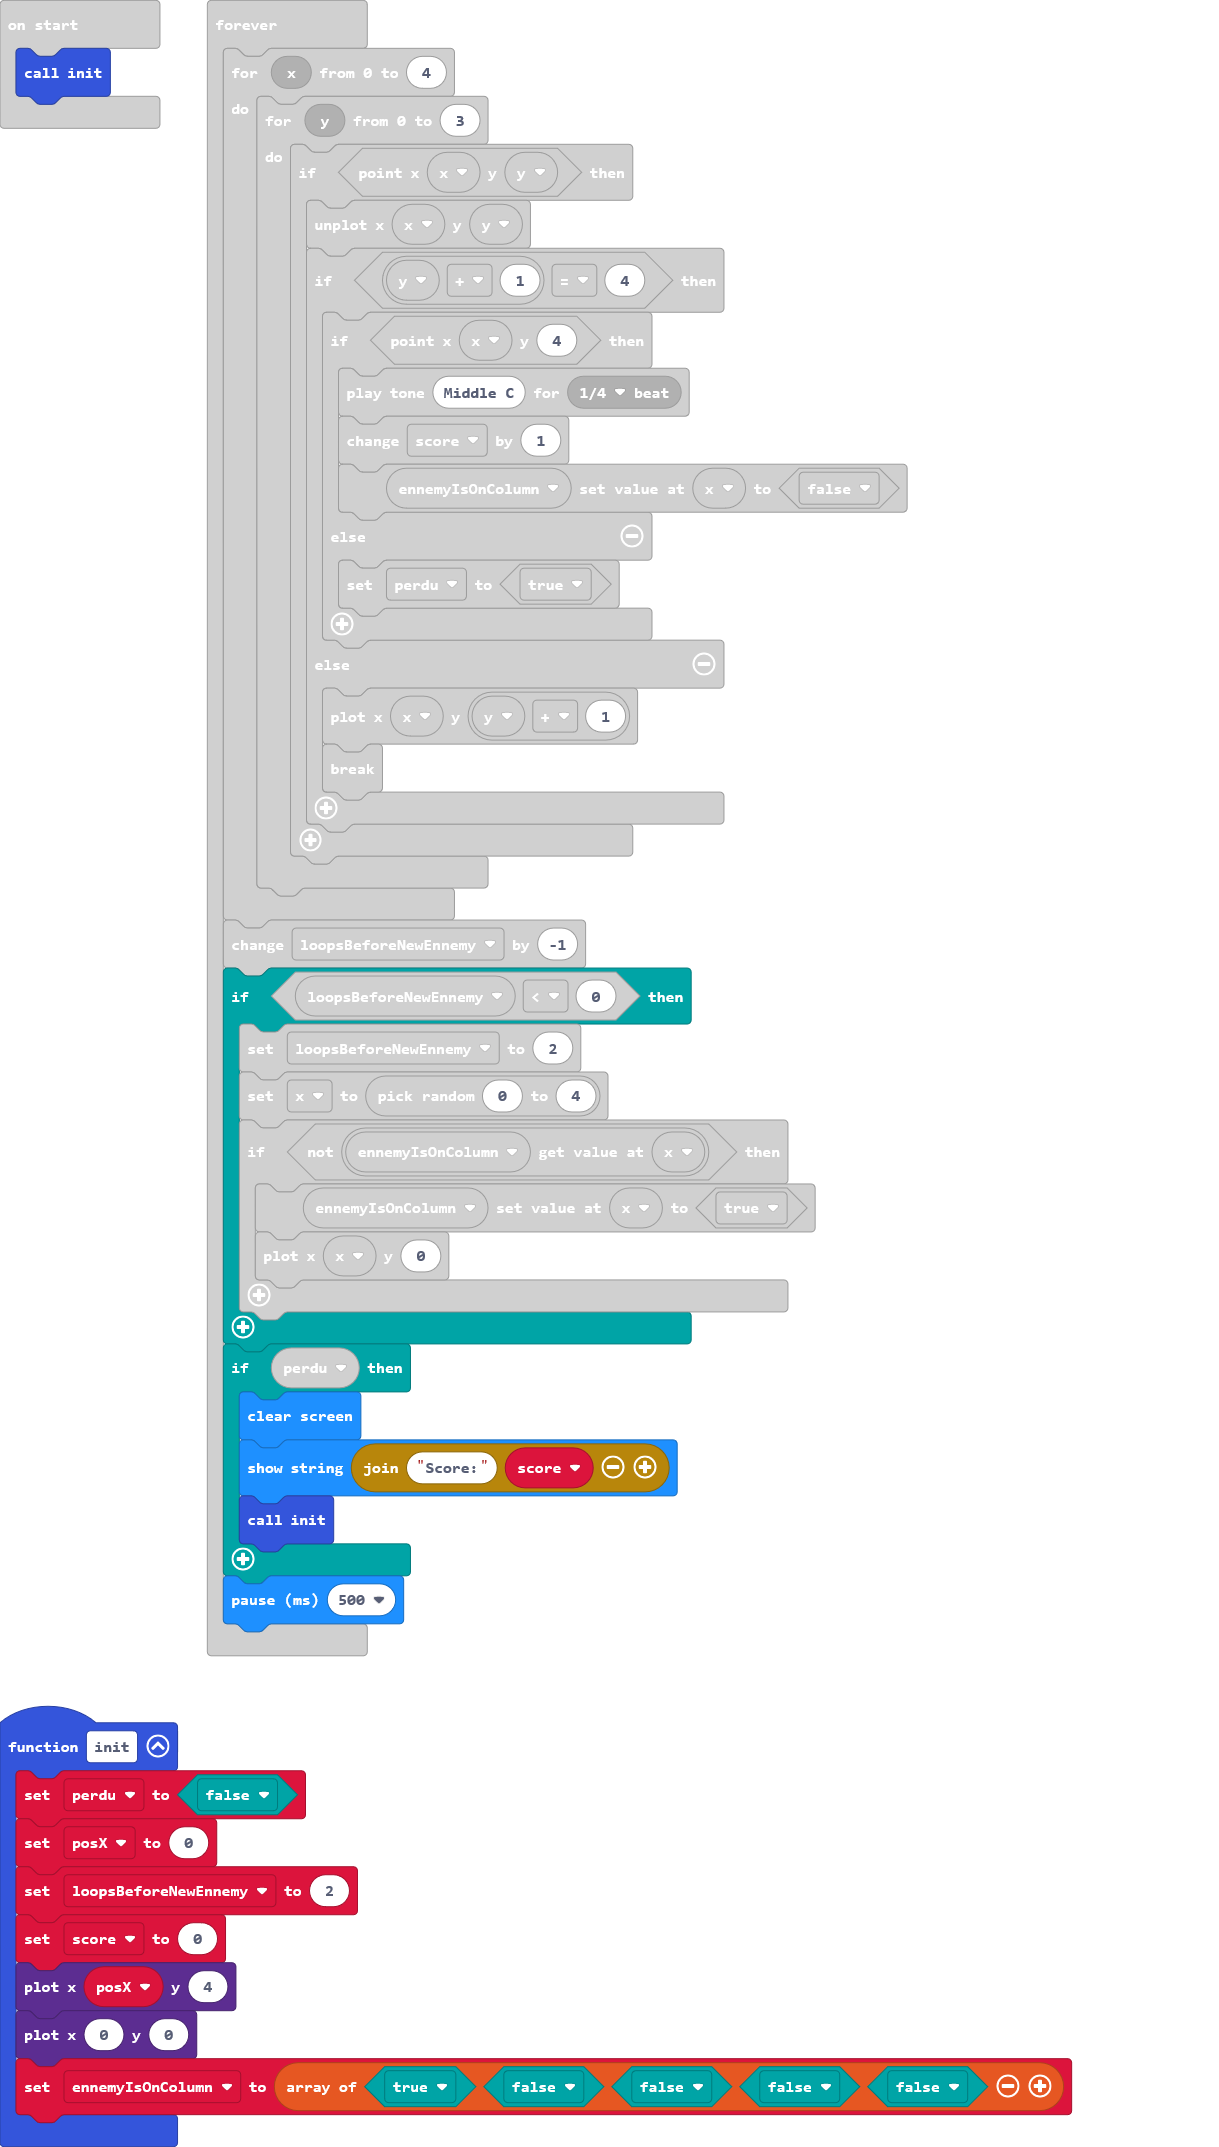 on start
call init
forever
for x from 0 to 4
do
for y from 0 to 3
do
if point x x y y then
unplot x x y y
if y + 1 = 4 then
if point x x y 4 then
play tone Middle C for 1/4 beat
change score by 1
ennemyIsOnColumn set value at x to false
else
set perdu to true
else
plot x x y y + 1
break
change loopsBeforeNewEnnemy by -1
if loopsBeforeNewEnnemy < 0 then
set loopsBeforeNewEnnemy to 2
set x to pick random 0 to 4
if not ennemyIsOnColumn get value at x then
ennemyIsOnColumn set value at x to true
plot x x y 0
if perdu then
clear screen
show string join "Score:" score
call init
pause (ms) 500
function init
set perdu to false
set posX to 0
set loopsBeforeNewEnnemy to 2
set score to 0
plot x posX y 4
plot x 0 y 0
set ennemyIsOnColumn to array of true false false false false